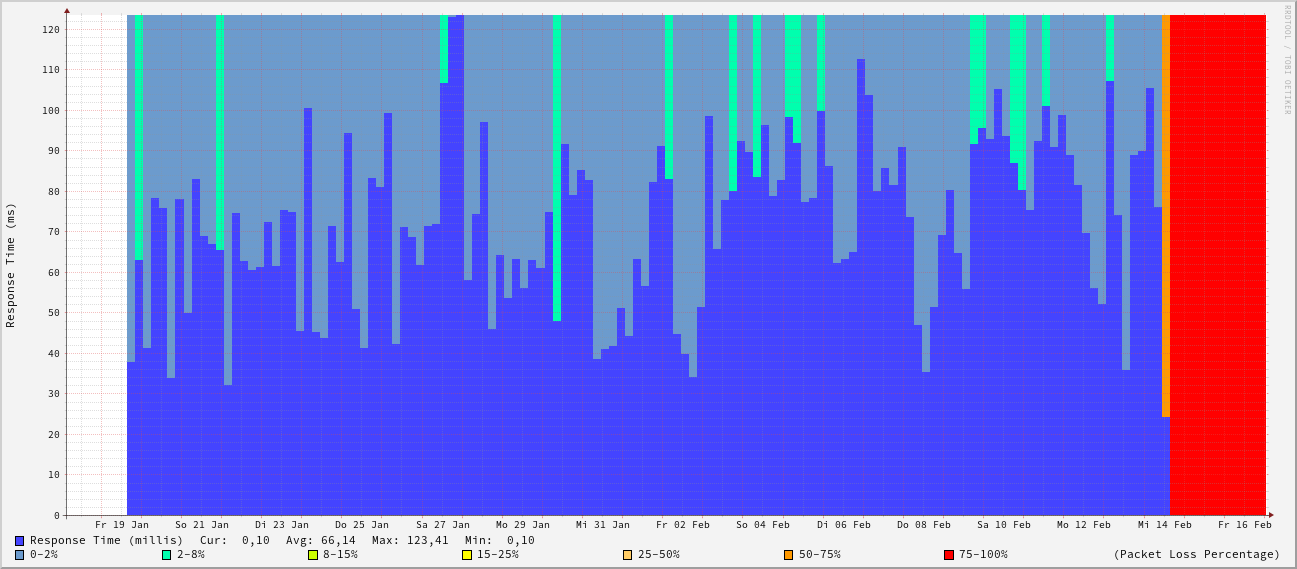 RRDTOOL / TOBI OETIKER
Response Time (ms)
120
110
100
90
80
70
60
50
40
30
20
10
0
Fr 19 Jan So 21 Jan Di 23 Jan Do 25 Jan Sa 27 Jan Mo 29 Jan Mi 31 Jan Fr 02 Feb So 04 Feb Di 06 Feb Do 08 Feb Sa 10 Feb Mo 12 Feb Mi 14 Feb Fr 16 Feb
Response Time (millis) Cur: 0,10 Avg: 66,14 Max: 123,41 Min: 0,10
0-2% 2-8% 8-15% 15-25% 25-50% 50-75% 75-100% (Packet Loss Percentage)